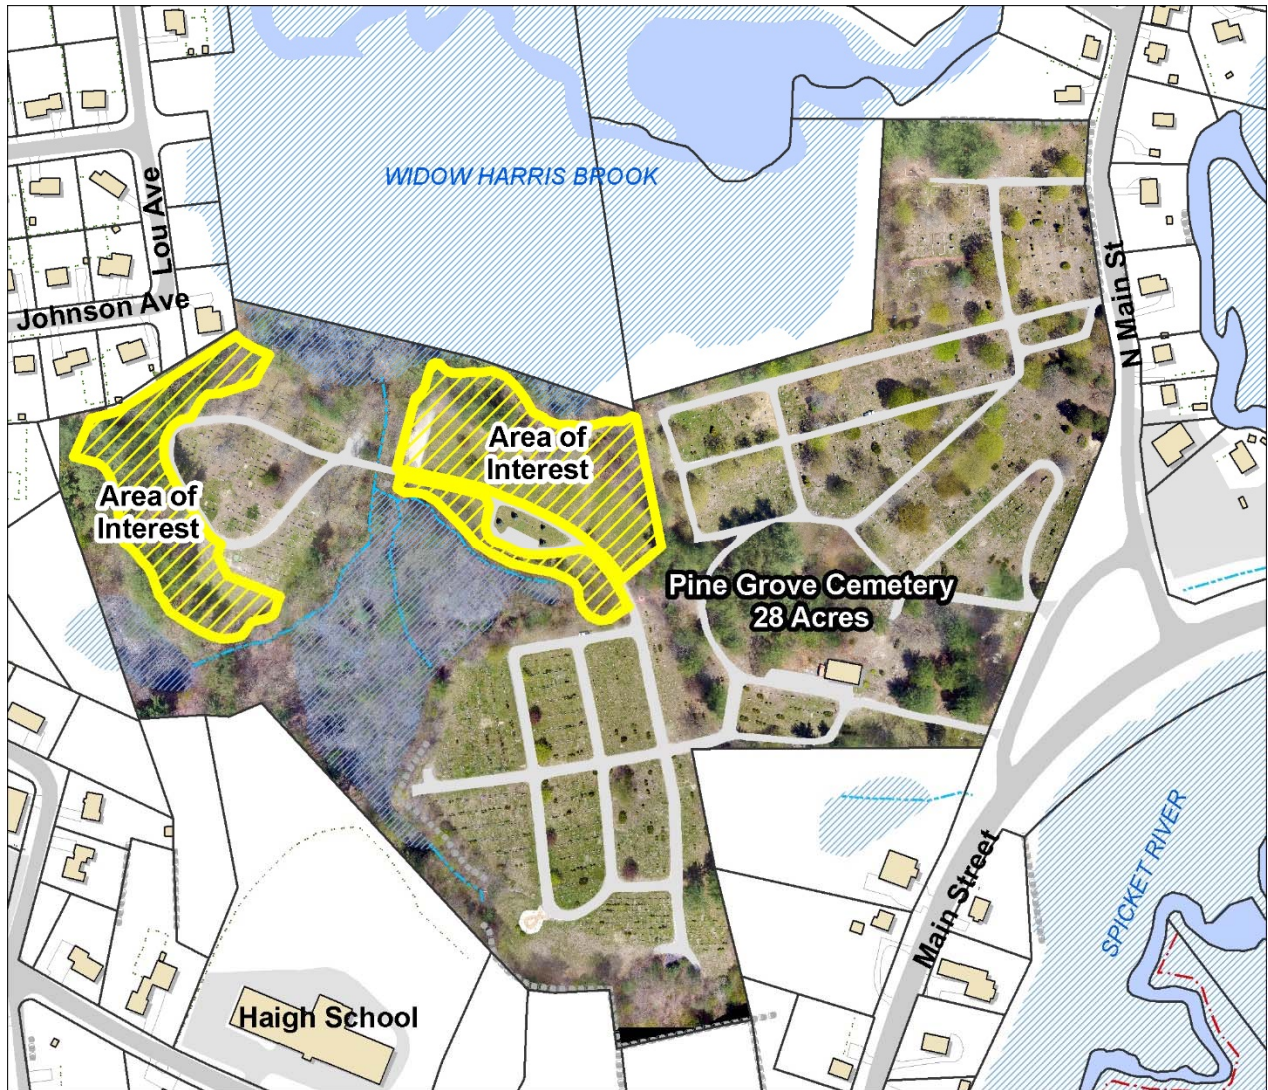 WIDOW HARRIS BROOK
Lou Ave
Johnson Ave
N Main St
Area of
Interest
Area of
Interest
Pine Grove Cemetery
28 Acres
Main Street
SPICKET RIVER
Haigh School